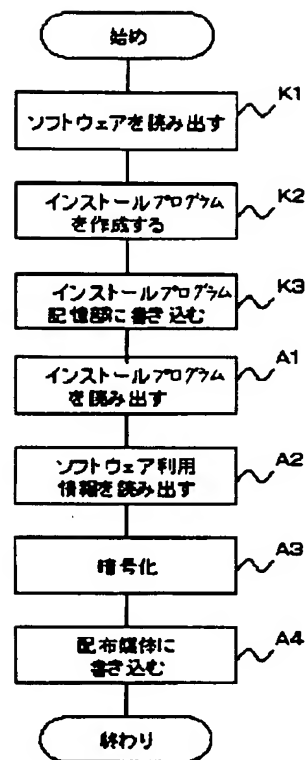 始め
ソフトウェアを読み出す
K1
インストールプログラム
を作成する
K2
インストールプログラム
記憶部に書き込む
K3
インストールプログラム
を読み出す
A1
ソフトウェア利用
情報を読み出す
A2
暗号化
A3
配布媒体に
書き込む
A4
終わり